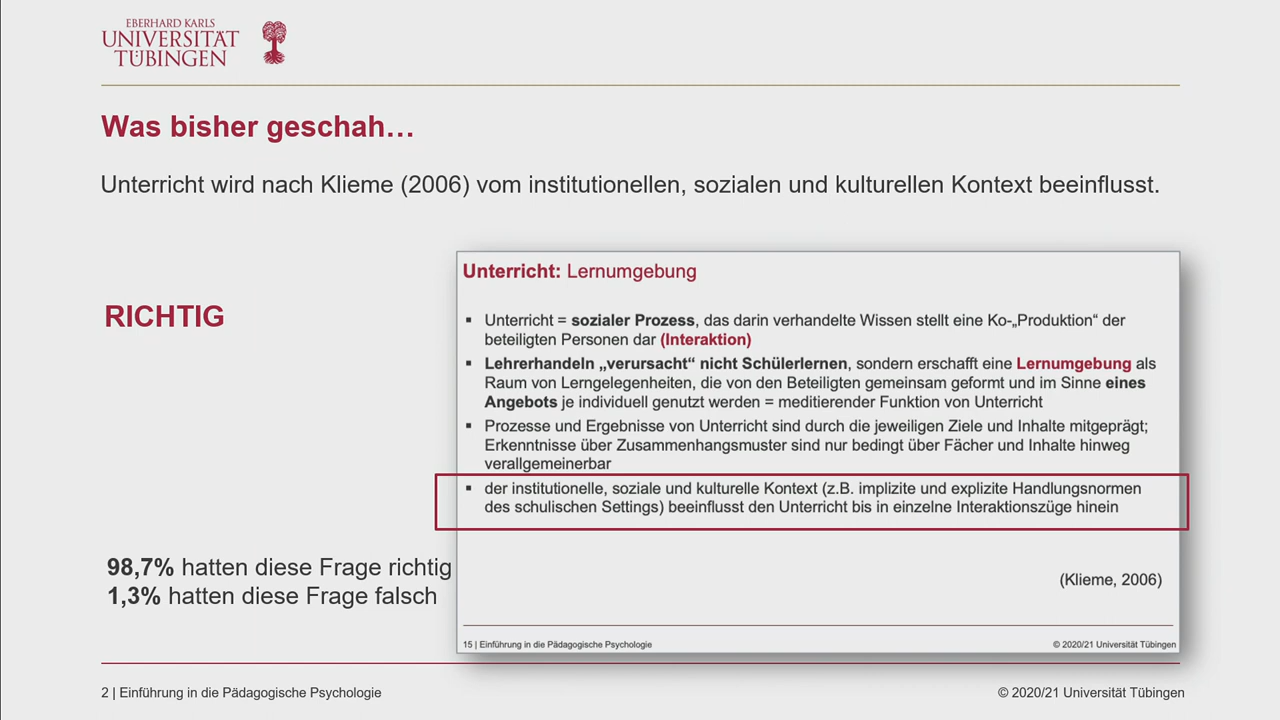 EBERHARD KARLS
UNIVERSITÄT
TÜBINGEN
Was bisher geschah…
Unterricht wird nach Klieme (2006) vom institutionellen, sozialen und kulturellen Kontext beeinflusst.
RICHTIG
98,7% hatten diese Frage richtig
1,3% hatten diese Frage falsch
Unterricht: Lernumgebung
▪ Unterricht = sozialer Prozess, das darin verhandelte Wissen stellt eine Ko-„Produktion“ der
beteiligten Personen dar (Interaktion)
▪ Lehrerhandeln „verursacht“ nicht Schülerlernen, sondern erschafft eine Lernumgebung als
Raum von Lerngelegenheiten, die von den Beteiligten gemeinsam geformt und im Sinne eines
Angebots je individuell genutzt werden = meditierender Funktion von Unterricht
▪ Prozesse und Ergebnisse von Unterricht sind durch die jeweiligen Ziele und Inhalte mitgeprägt;
Erkenntnisse über Zusammenhangsmuster sind nur bedingt über Fächer und Inhalte hinweg
verallgemeinerbar
▪ der institutionelle, soziale und kulturelle Kontext (z.B. implizite und explizite Handlungsnormen
des schulischen Settings) beeinflusst den Unterricht bis in einzelne Interaktionszüge hinein
(Klieme, 2006)
15 | Einführung in die Pädagogische Psychologie
© 2020/21 Universität Tübingen
2 | Einführung in die Pädagogische Psychologie
© 2020/21 Universität Tübingen